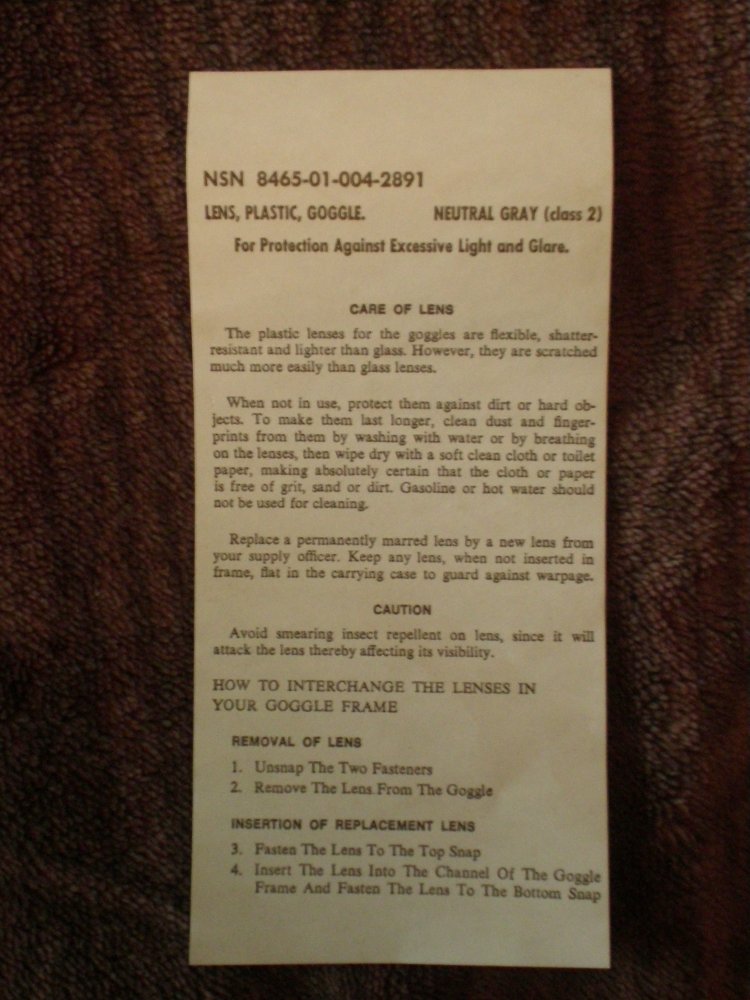 NSN 8465-01-004-2891
LENS, PLASTIC, GOGGLE. NEUTRAL GRAY (class 2)
For Protection Against Excessive Light and Glare.
CARE OF LENS
The plastic lenses for the goggles are flexible, shatter-
resistant and lighter than glass. However, they are scratched
much more easily than glass lenses.
When not in use, protect them against dirt or hard ob-
jects. To make them last longer, clean dust and finger-
prints from them by washing with water or by breathing
on the lenses, then wipe dry with a soft clean cloth or toilet
paper, making absolutely certain that the cloth or paper
is free of grit, sand or dirt. Gasoline or hot water should
not be used for cleaning.
Replace a permanently marred lens by a new lens from
your supply officer. Keep any lens, when not inserted in
frame, flat in the carrying case to guard against warpage.
CAUTION
Avoid smearing insect repellent on lens, since it will
attack the lens thereby affecting its visibility.
HOW TO INTERCHANGE THE LENSES IN
YOUR GOGGLE FRAME
REMOVAL OF LENS
1. Unsnap The Two Fasteners
2. Remove The Lens From The Goggle
INSERTION OF REPLACEMENT LENS
3. Fasten The Lens To The Top Snap
4. Insert The Lens Into The Channel Of The Goggle
Frame And Fasten The Lens To The Bottom Snap